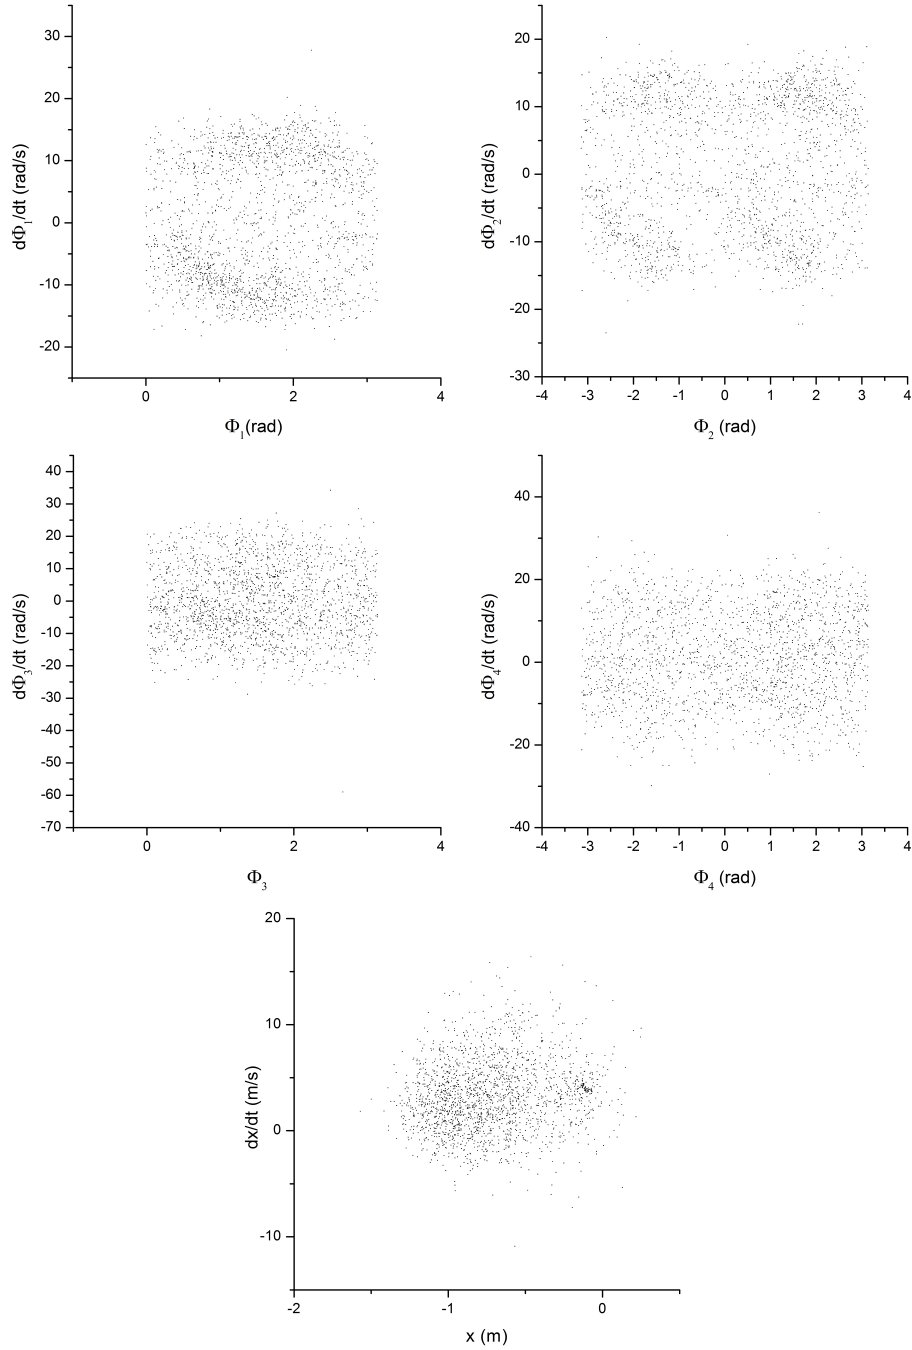 35
30
20
10
0
-10
-20
dΦ₁/dt (rad/s)
0 2 4
Φ₁(rad)
20
10
0
-10
-20
-30
dΦ₂/dt (rad/s)
-4 -3 -2 -1 0 1 2 3 4
Φ₂ (rad)
40
30
20
10
0
-10
-20
-30
-40
-50
-60
-70
dΦ₃/dt (rad/s)
0 2 4
Φ₃
40
20
0
-20
-40
dΦ₄/dt (rad/s)
-4 -3 -2 -1 0 1 2 3 4
Φ₄ (rad)
20
10
0
-10
dx/dt (m/s)
-2 -1 0
x (m)